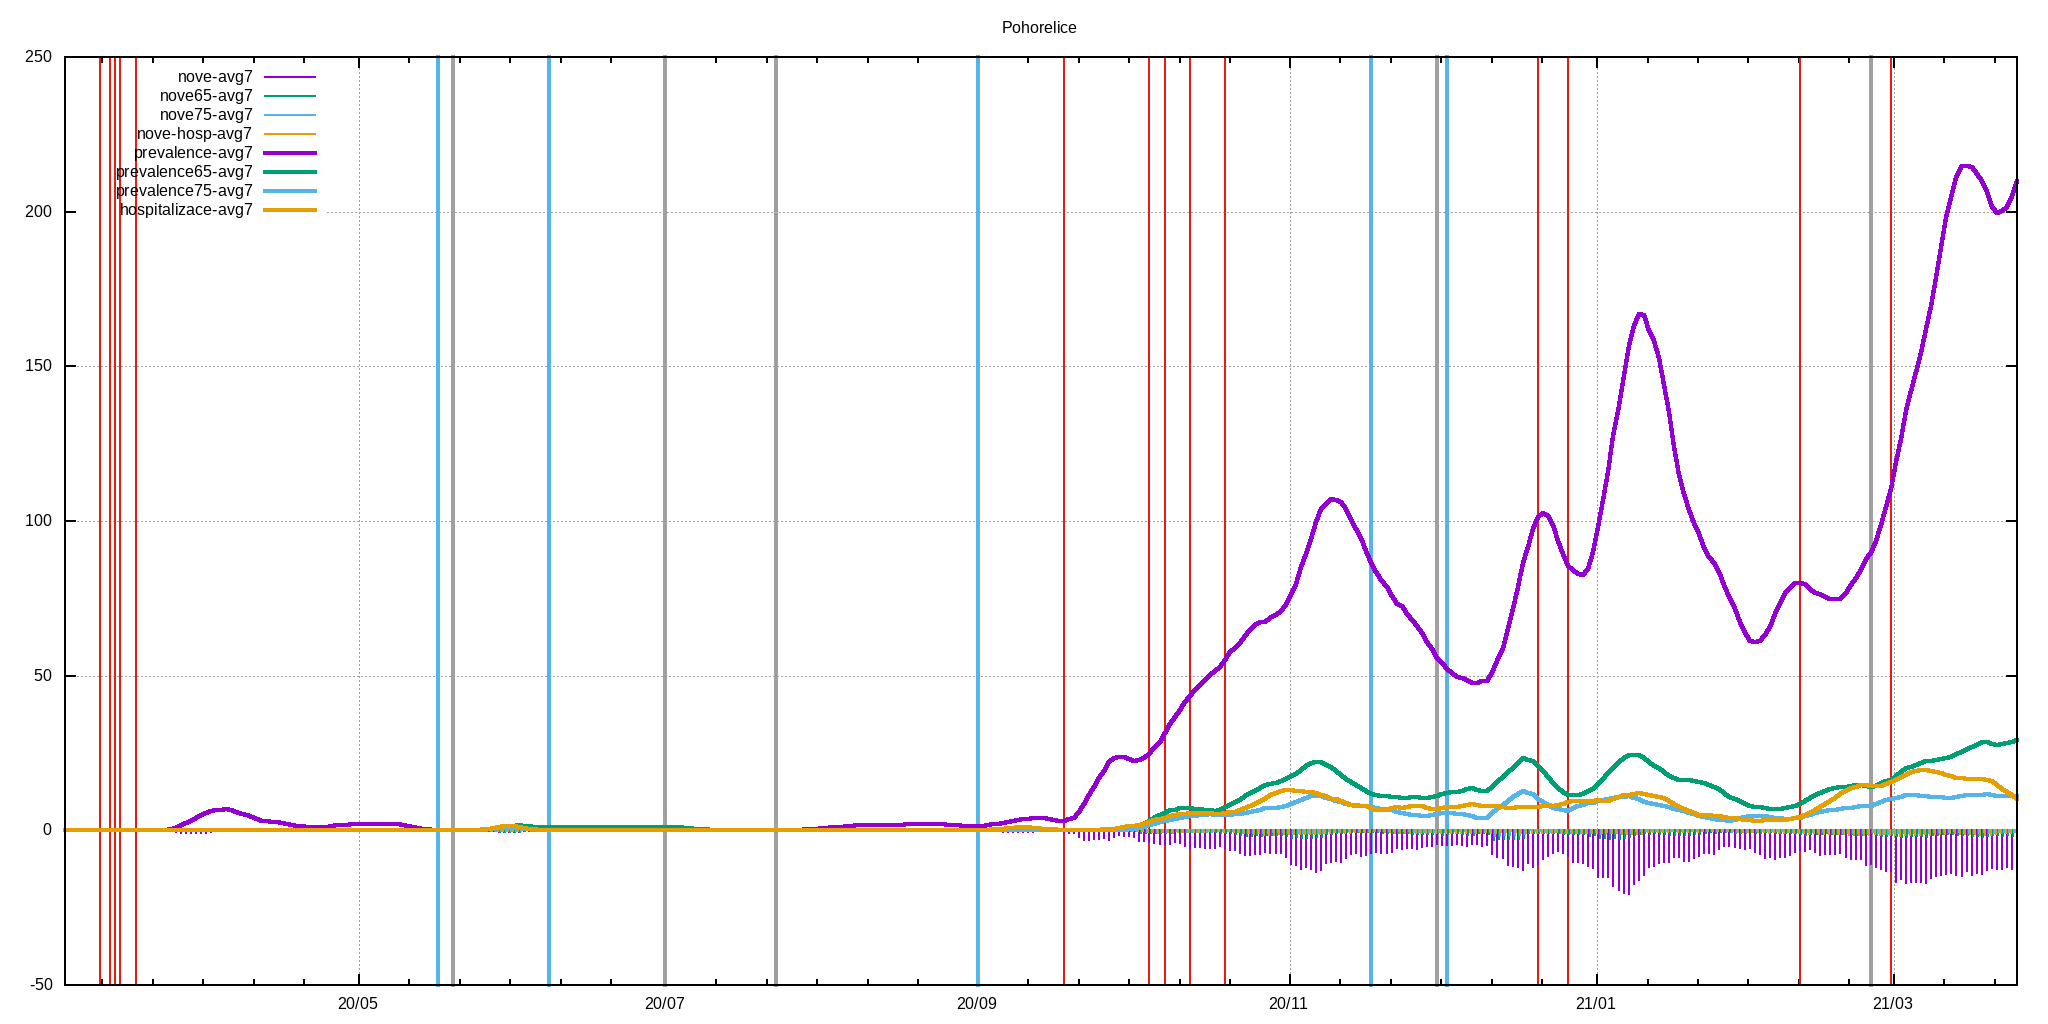 Pohorelice
250
200
150
100
50
0
-50
nove-avg7
nove65-avg7
nove75-avg7
nove-hosp-avg7
prevalence-avg7
prevalence65-avg7
prevalence75-avg7
hospitalizace-avg7
20/05 20/07 20/09 20/11 21/01 21/03